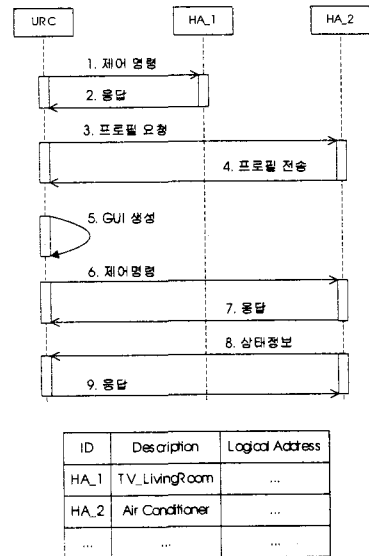 URC HA_1 HA_2
1. 제어 명령
2. 응답
3. 프로필 요청
4. 프로필 전송
5. GUI 생성
6. 제어명령
7. 응답
8. 상태정보
9. 응답
ID Description Logical Address
HA_1 TV_LivingRoom ...
HA_2 Air Conditioner ...
... ... ...